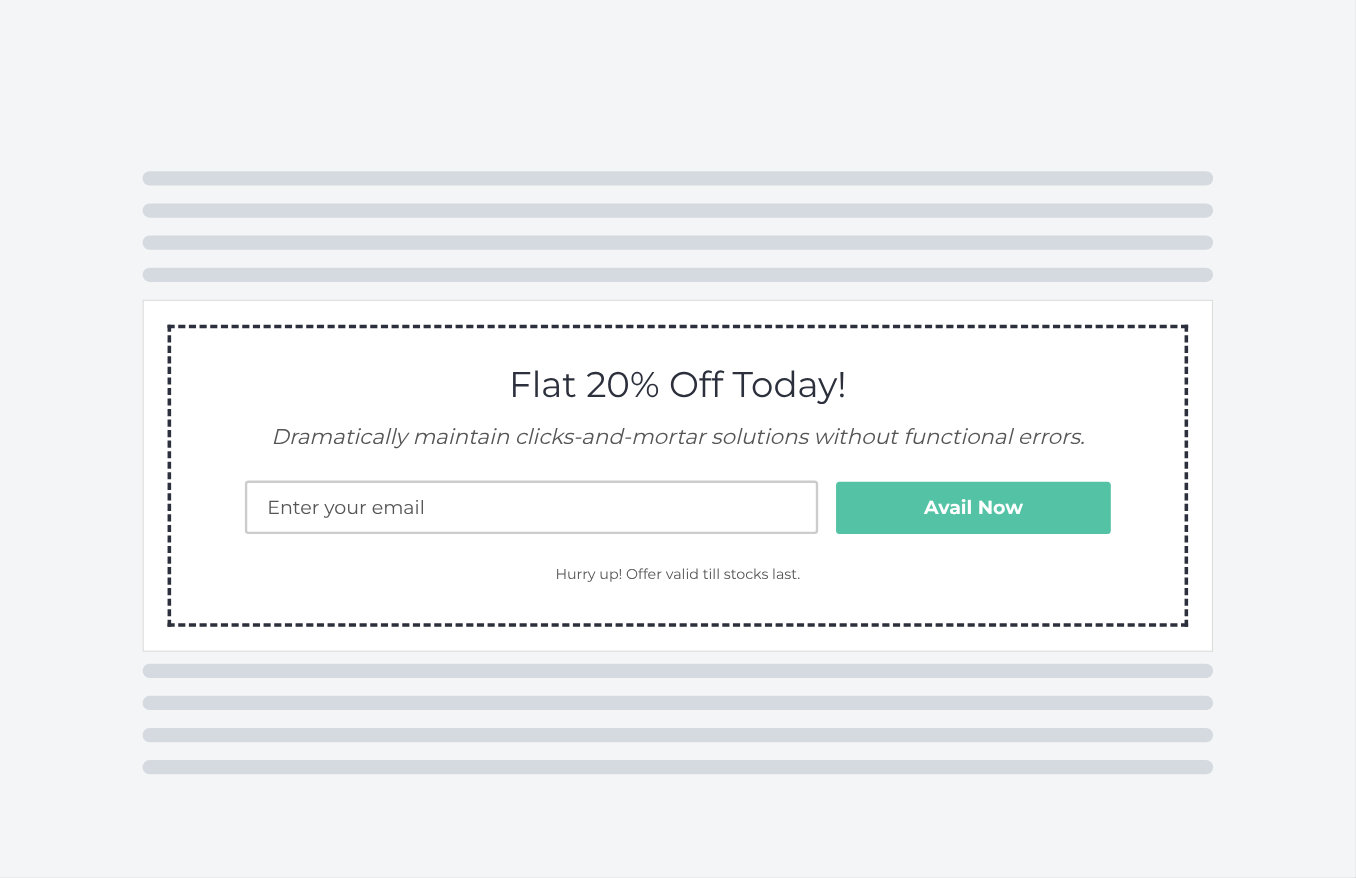 Flat 20% Off Today!
Dramatically maintain clicks-and-mortar solutions without functional errors.
Enter your email
Avail Now
Hurry up! Offer valid till stocks last.